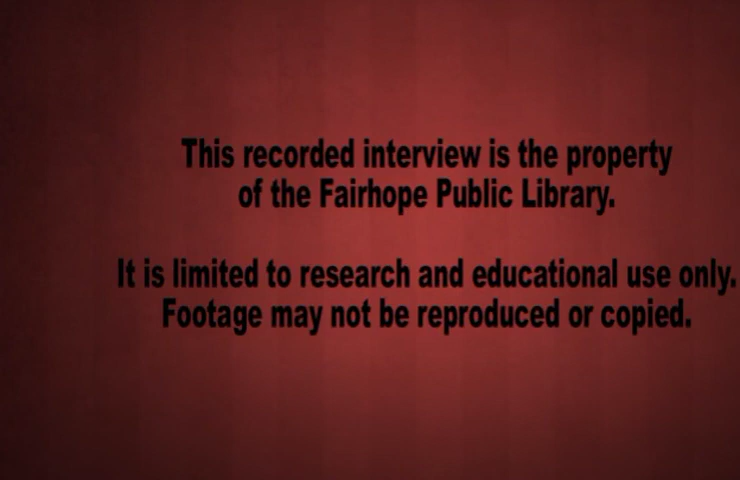 This recorded interview is the property
of the Fairhope Public Library.
It is limited to research and educational use only.
Footage may not be reproduced or copied.